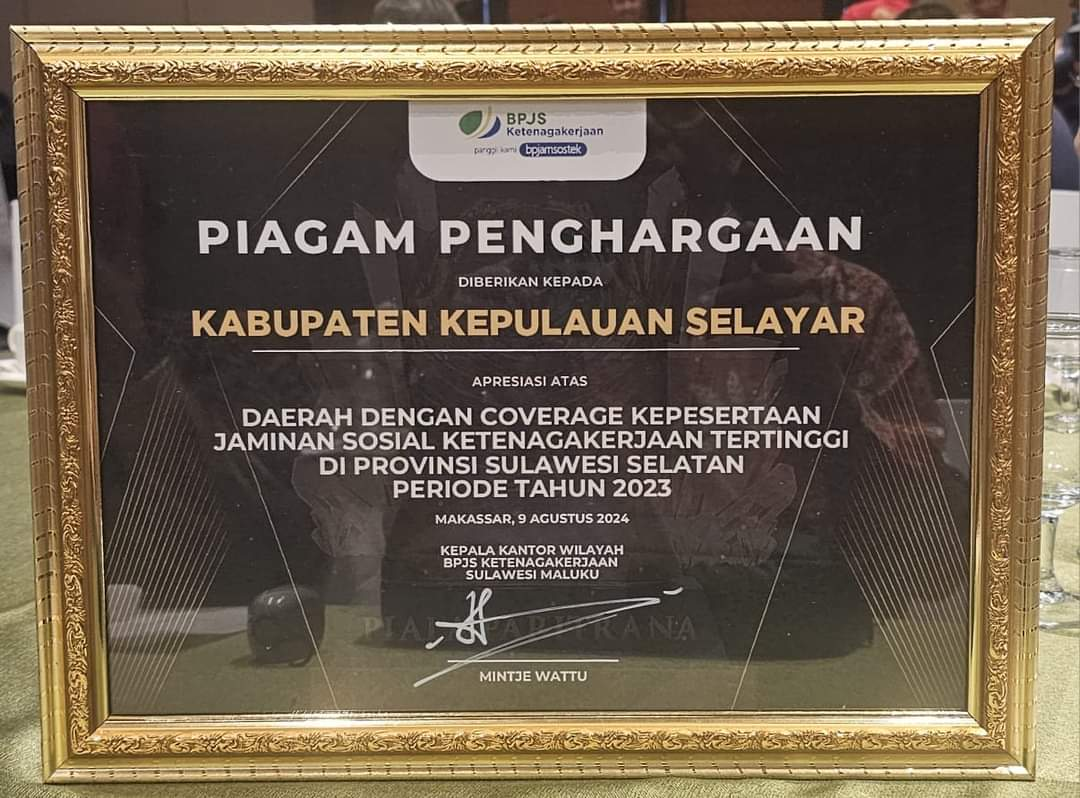 BPJS
Ketenagakerjaan
panggil kami bpjamsostek
PIAGAM PENGHARGAAN
DIBERIKAN KEPADA
KABUPATEN KEPULAUAN SELAYAR
APRESIASI ATAS
DAERAH DENGAN COVERAGE KEPESERTAAN
JAMINAN SOSIAL KETENAGAKERJAAN TERTINGGI
DI PROVINSI SULAWESI SELATAN
PERIODE TAHUN 2023
MAKASSAR, 9 AGUSTUS 2024
KEPALA KANTOR WILAYAH
BPJS KETENAGAKERJAAN
SULAWESI MALUKU
MINTJE WATTU